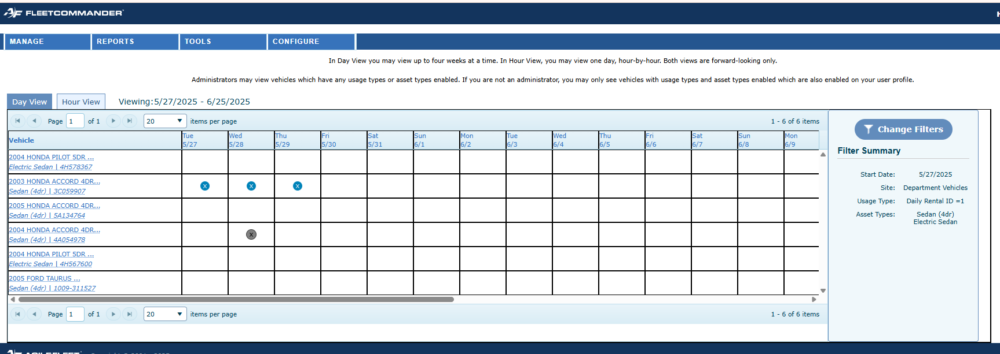 FLEETCOMMANDER
MANAGE REPORTS TOOLS CONFIGURE
In Day View you may view up to four weeks at a time. In Hour View, you may view one day, hour-by-hour. Both views are forward-looking only.
Administrators may view vehicles which have any usage types or asset types enabled. If you are not an administrator, you may only see vehicles with usage types and asset types enabled which are also enabled on your user profile.
Day View Hour View Viewing:5/27/2025 - 6/25/2025
Page 1 of 1 20 items per page 1 - 6 of 6 items
Vehicle
Tue 5/27
Wed 5/28
Thu 5/29
Fri 5/30
Sat 5/31
Sun 6/1
Mon 6/2
Tue 6/3
Wed 6/4
Thu 6/5
Fri 6/6
Sat 6/7
Sun 6/8
Mon 6/9
2004 HONDA PILOT 5DR ...
Electric Sedan | 4H578367
2003 HONDA ACCORD 4DR...
Sedan (4dr) | 3C059907
X X X
2005 HONDA ACCORD 4DR...
Sedan (4dr) | 5A134764
2004 HONDA ACCORD 4DR...
Sedan (4dr) | 4A054978
X
2004 HONDA PILOT 5DR ...
Electric Sedan | 4H567600
2005 FORD TAURUS ...
Sedan (4dr) | 1009-311527
Page 1 of 1 20 items per page 1 - 6 of 6 items
Change Filters
Filter Summary
Start Date: 5/27/2025
Site: Department Vehicles
Usage Type: Daily Rental ID =1
Asset Types: Sedan (4dr)
Electric Sedan